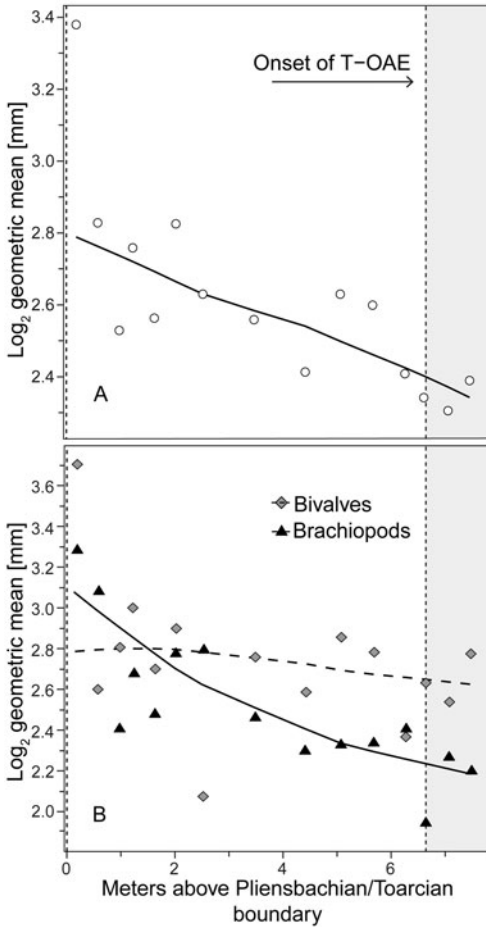 3.4
3.2
3.0
2.8
2.6
2.4
Log2 geometric mean [mm]
Onset of T−OAE
A
3.6
3.4
3.2
3.0
2.8
2.6
2.4
2.2
2.0
Log2 geometric mean [mm]
Bivalves
Brachiopods
B
0 2 4 6
Meters above Pliensbachian/Toarcian
boundary